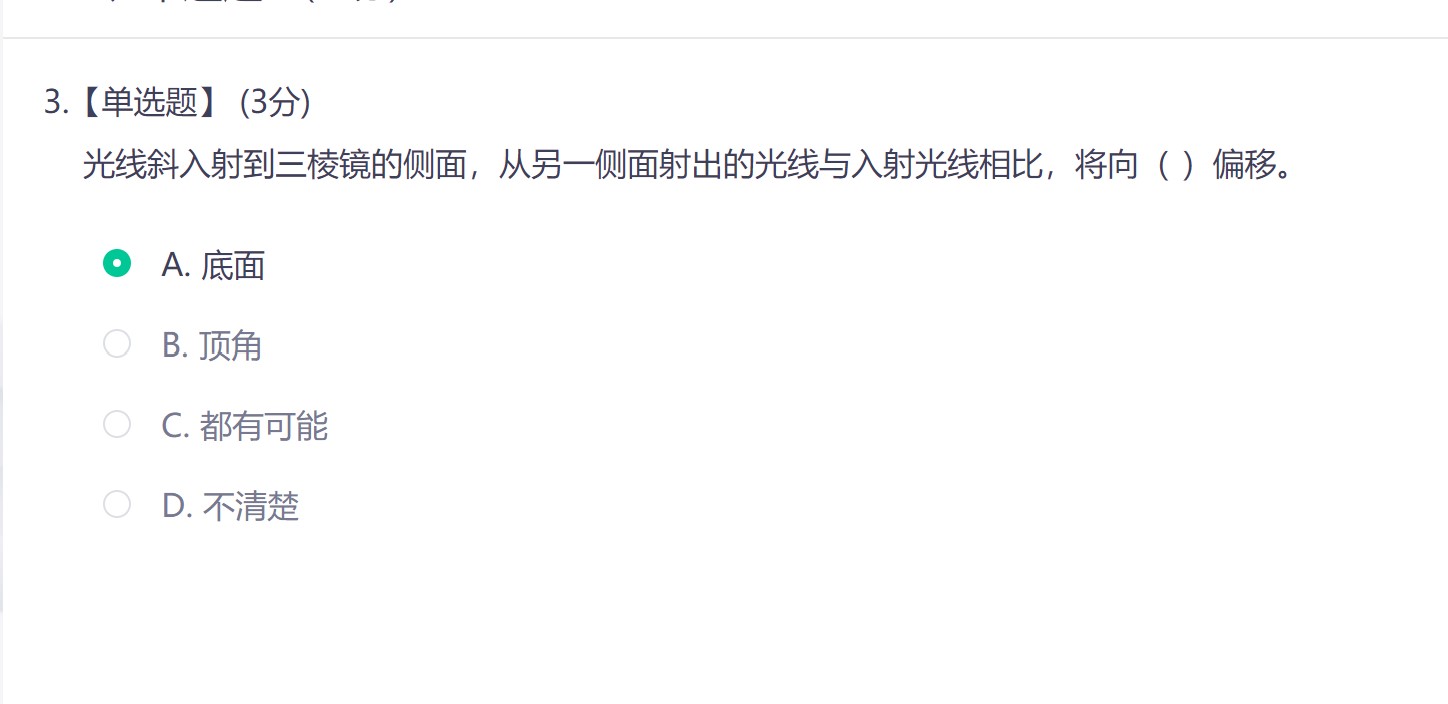 3.【单选题】 (3分)
光线斜入射到三棱镜的侧面，从另一侧面射出的光线与入射光线相比，将向（ ）偏移。
A. 底面
B. 顶角
C. 都有可能
D. 不清楚